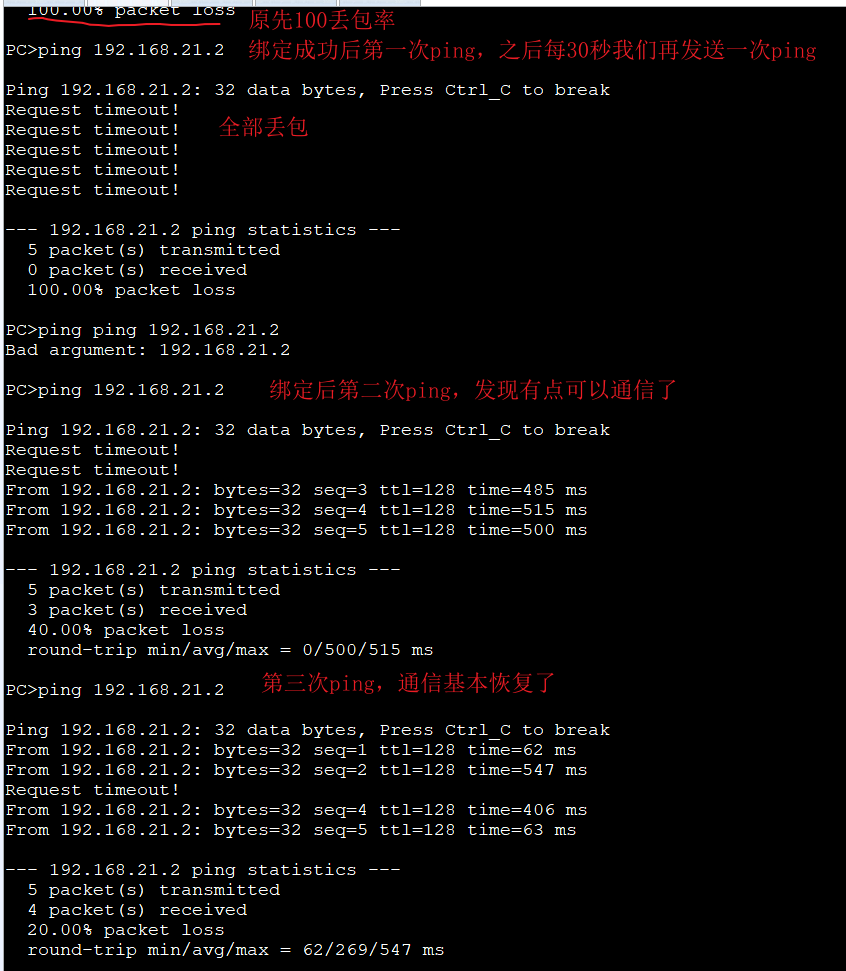 100.00% packet loss 原先100丢包率
PC>ping 192.168.21.2 绑定成功后第一次ping，之后每30秒我们再发送一次ping
Ping 192.168.21.2: 32 data bytes, Press Ctrl_C to break
Request timeout!
Request timeout! 全部丢包
Request timeout!
Request timeout!
Request timeout!
--- 192.168.21.2 ping statistics ---
5 packet(s) transmitted
0 packet(s) received
100.00% packet loss
PC>ping ping 192.168.21.2
Bad argument: 192.168.21.2
PC>ping 192.168.21.2 绑定后第二次ping，发现有点可以通信了
Ping 192.168.21.2: 32 data bytes, Press Ctrl_C to break
Request timeout!
Request timeout!
From 192.168.21.2: bytes=32 seq=3 ttl=128 time=485 ms
From 192.168.21.2: bytes=32 seq=4 ttl=128 time=515 ms
From 192.168.21.2: bytes=32 seq=5 ttl=128 time=500 ms
--- 192.168.21.2 ping statistics ---
5 packet(s) transmitted
3 packet(s) received
40.00% packet loss
round-trip min/avg/max = 0/500/515 ms
PC>ping 192.168.21.2 第三次ping，通信基本恢复了
Ping 192.168.21.2: 32 data bytes, Press Ctrl_C to break
From 192.168.21.2: bytes=32 seq=1 ttl=128 time=62 ms
From 192.168.21.2: bytes=32 seq=2 ttl=128 time=547 ms
Request timeout!
From 192.168.21.2: bytes=32 seq=4 ttl=128 time=406 ms
From 192.168.21.2: bytes=32 seq=5 ttl=128 time=63 ms
--- 192.168.21.2 ping statistics ---
5 packet(s) transmitted
4 packet(s) received
20.00% packet loss
round-trip min/avg/max = 62/269/547 ms